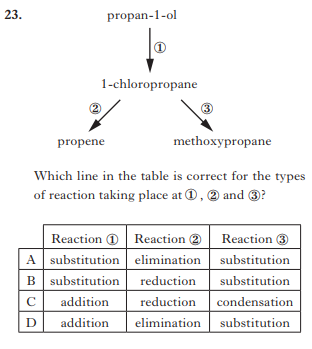 23.
propan-1-ol
①
1-chloropropane
② ③
propene methoxypropane
Which line in the table is correct for the types
of reaction taking place at ①, ② and ③?
Reaction ① Reaction ② Reaction ③
A substitution elimination substitution
B substitution reduction substitution
C addition reduction condensation
D addition elimination substitution